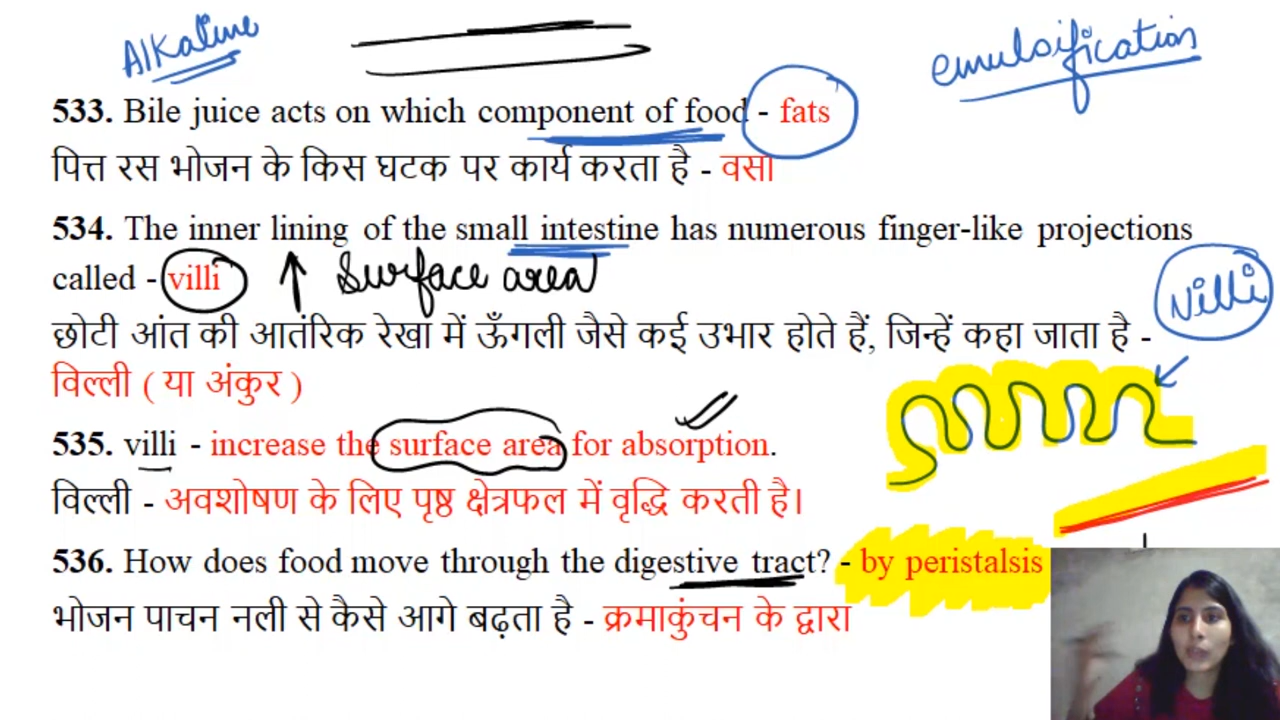 Alkaline
emulsification
533. Bile juice acts on which component of food - fats
पित्त रस भोजन के किस घटक पर कार्य करता है - वसा
534. The inner lining of the small intestine has numerous finger-like projections
called - villi ↑ surface area
villi
छोटी आंत की आतंरिक रेखा में ऊँगली जैसे कई उभार होते हैं, जिन्हें कहा जाता है -
विल्ली ( या अंकुर )
535. villi - increase the surface area for absorption.
विल्ली - अवशोषण के लिए पृष्ठ क्षेत्रफल में वृद्धि करती है।
536. How does food move through the digestive tract? - by peristalsis
भोजन पाचन नली से कैसे आगे बढ़ता है - क्रमाकुंचन के द्वारा